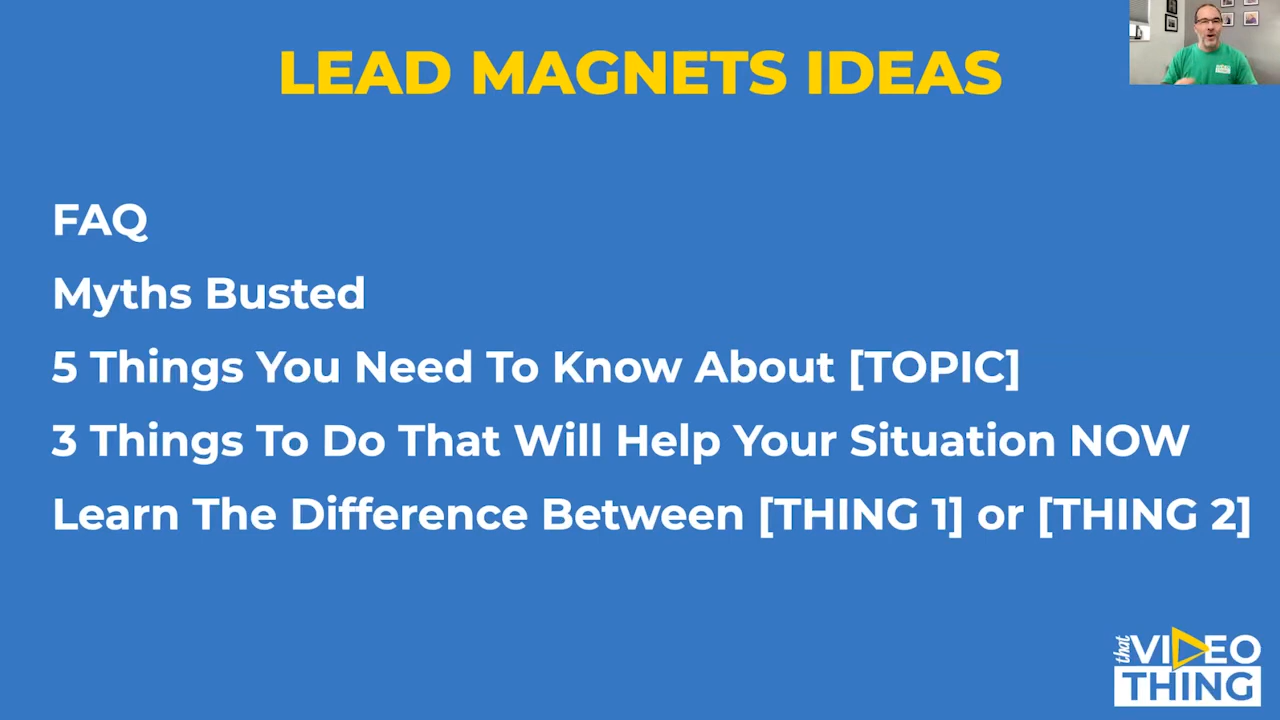 LEAD MAGNETS IDEAS
FAQ
Myths Busted
5 Things You Need To Know About [TOPIC]
3 Things To Do That Will Help Your Situation NOW
Learn The Difference Between [THING 1] or [THING 2]
that VIDEO
THING